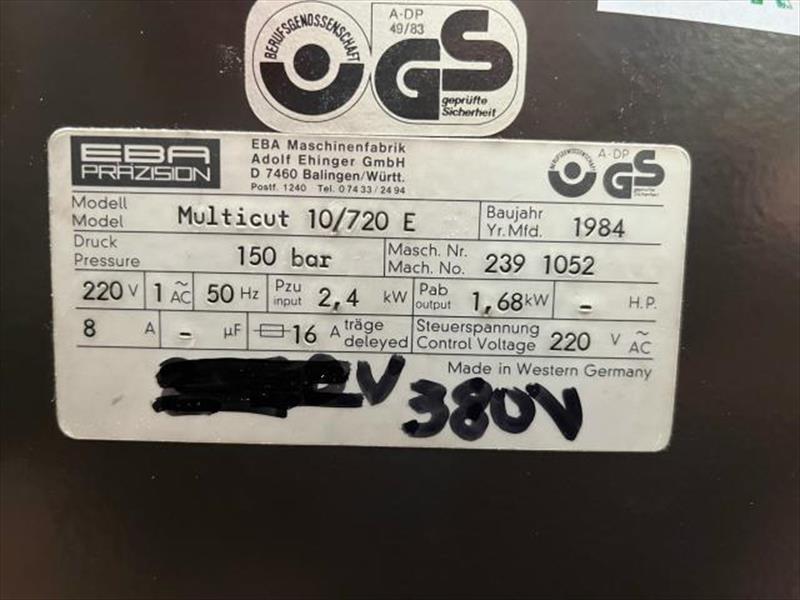 BERUFSGENOSSENSCHAFT
A-DP
49/83
GS
geprüfte
Sicherheit
EBA
PRÄZISION
EBA Maschinenfabrik
Adolf Ehinger GmbH
D 7460 Balingen/Württ.
Postf. 1240 Tel. 0 74 33 / 24 94
BERUFSGENOSSENSCHAFT
A-DP
GS
geprüfte
Sicherheit
Modell
Model
Multicut 10/720 E
Baujahr
Yr. Mfd.
1984
Druck
Pressure
150 bar
Masch. Nr.
Mach. No.
239 1052
220 V
1 ~ AC
50 Hz
Pzu
input
2,4 kW
Pab
output
1,68 kW
- H.P.
8 A
- µF
16 A träge
deleyed
Steuerspannung
Control Voltage
220 V ~ AC
Made in Western Germany
V 380V